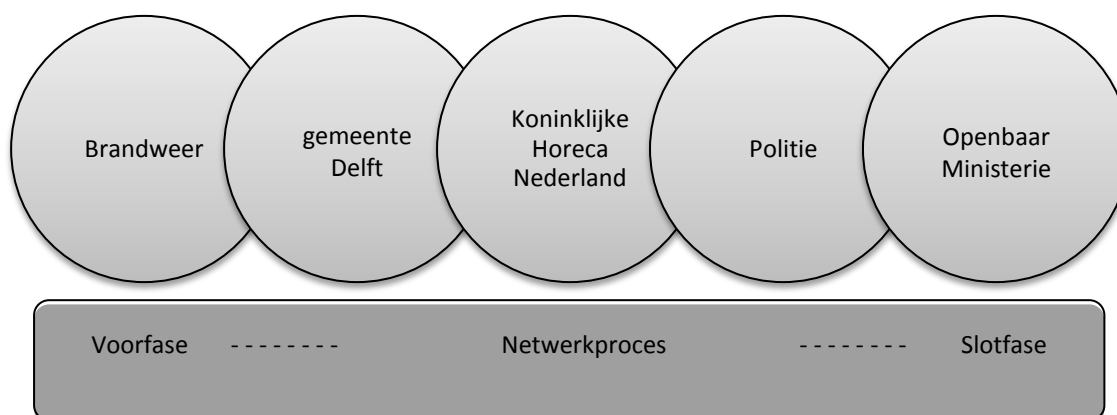 Brandweer
gemeente
Delft
Koninklijke
Horeca
Nederland
Politie
Openbaar
Ministerie
Voorfase - - - - - - - - Netwerkproces - - - - - - - - Slotfase